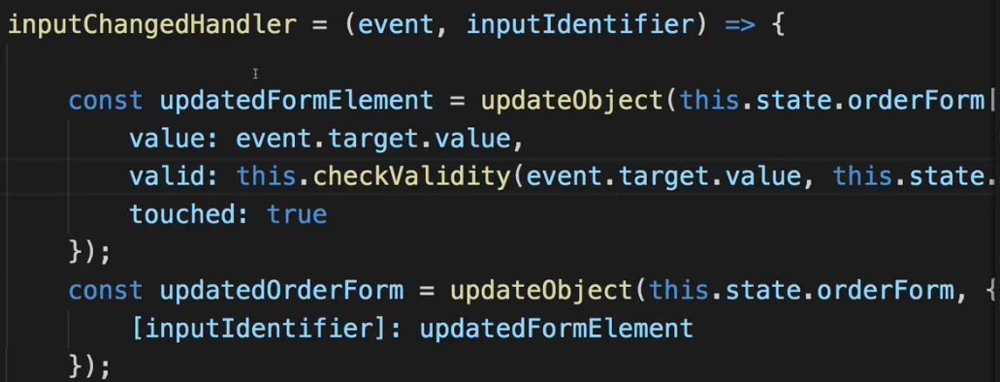 inputChangedHandler = (event, inputIdentifier) => {
const updatedFormElement = updateObject(this.state.orderForm[
value: event.target.value,
valid: this.checkValidity(event.target.value, this.state.
touched: true
});
const updatedOrderForm = updateObject(this.state.orderForm, {
[inputIdentifier]: updatedFormElement
});